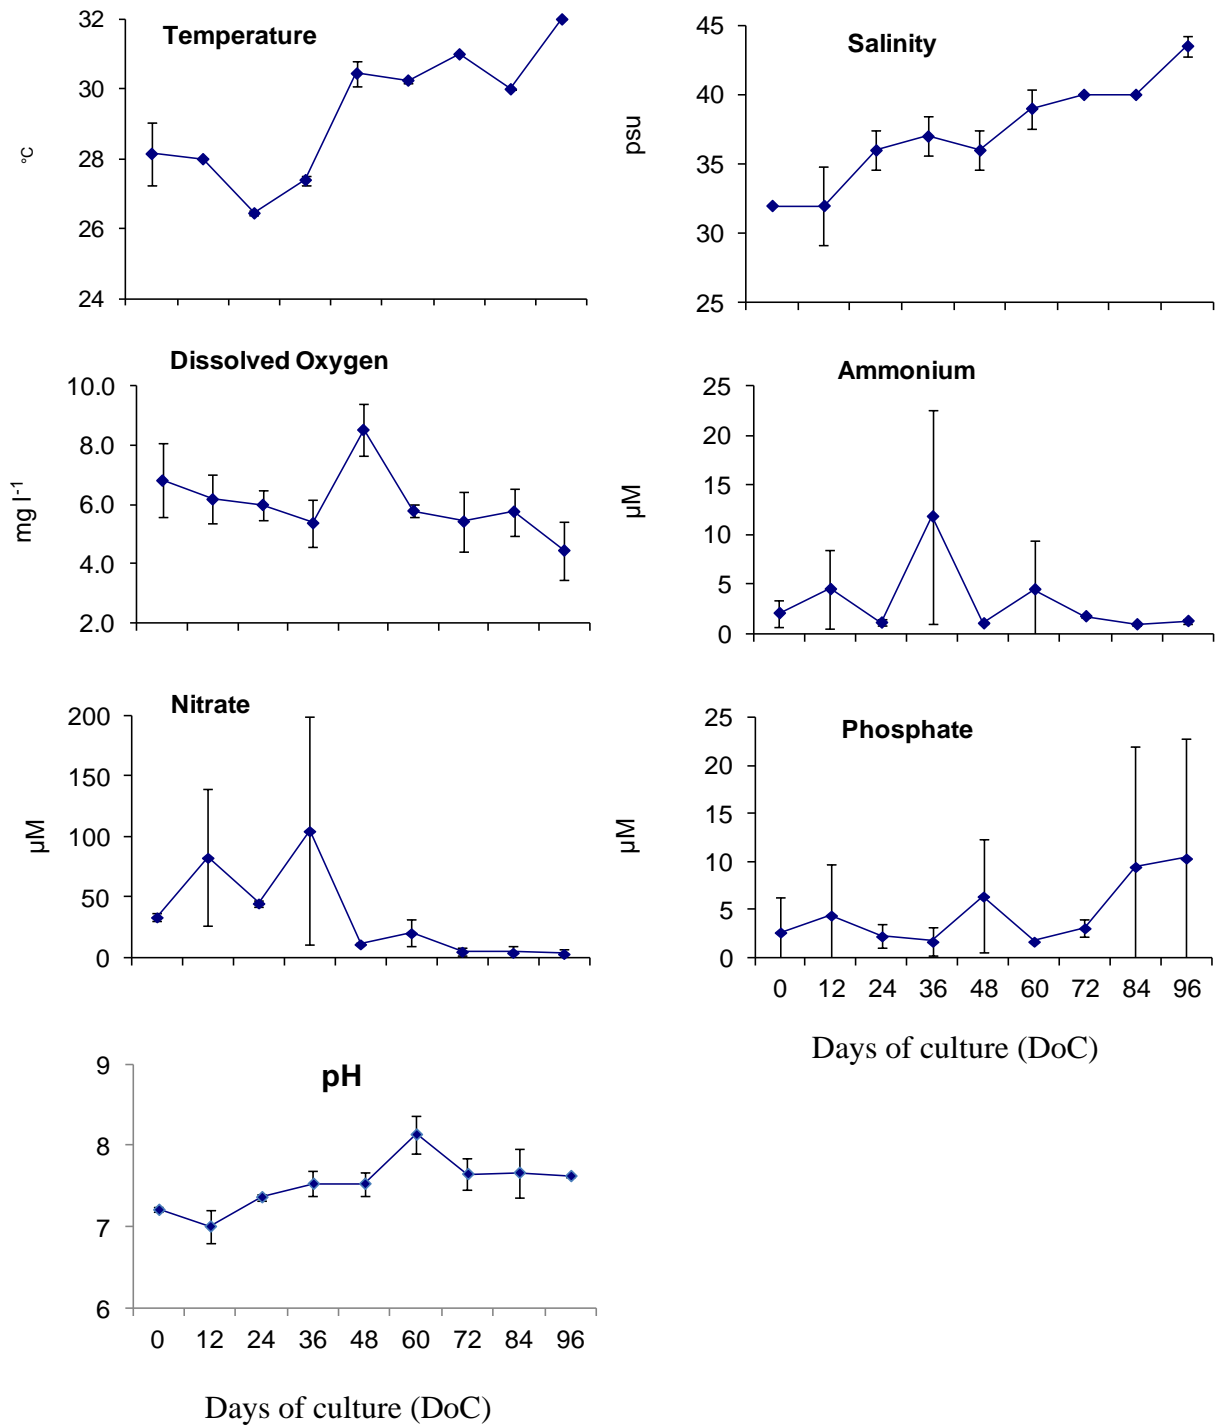 Temperature
32
30
28
26
24
°C
Salinity
45
40
35
30
25
psu
Dissolved Oxygen
10.0
8.0
6.0
4.0
2.0
mg l-1
Ammonium
25
20
15
10
5
0
µM
Nitrate
200
150
100
50
0
µM
Phosphate
25
20
15
10
5
0
µM
0 12 24 36 48 60 72 84 96
Days of culture (DoC)
pH
9
8
7
6
0 12 24 36 48 60 72 84 96
Days of culture (DoC)